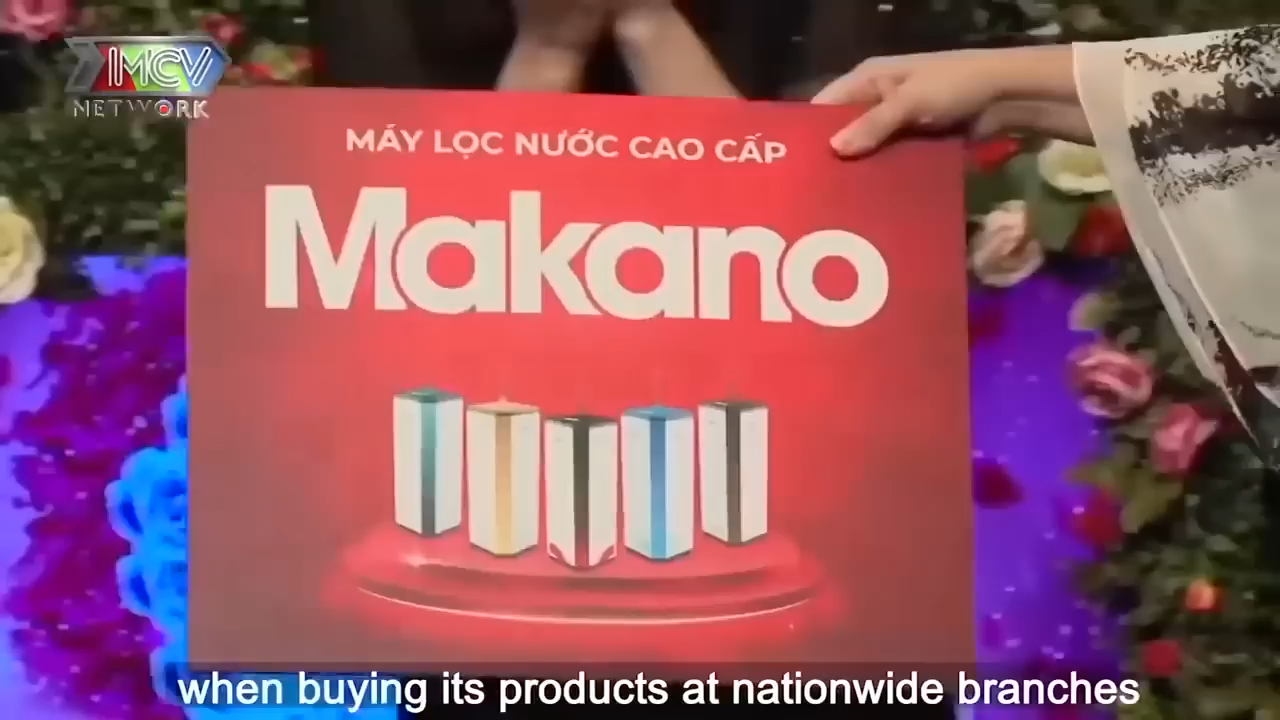 MCV
NETWORK
MÁY LỌC NƯỚC CAO CẤP
Makano
when buying its products at nationwide branches